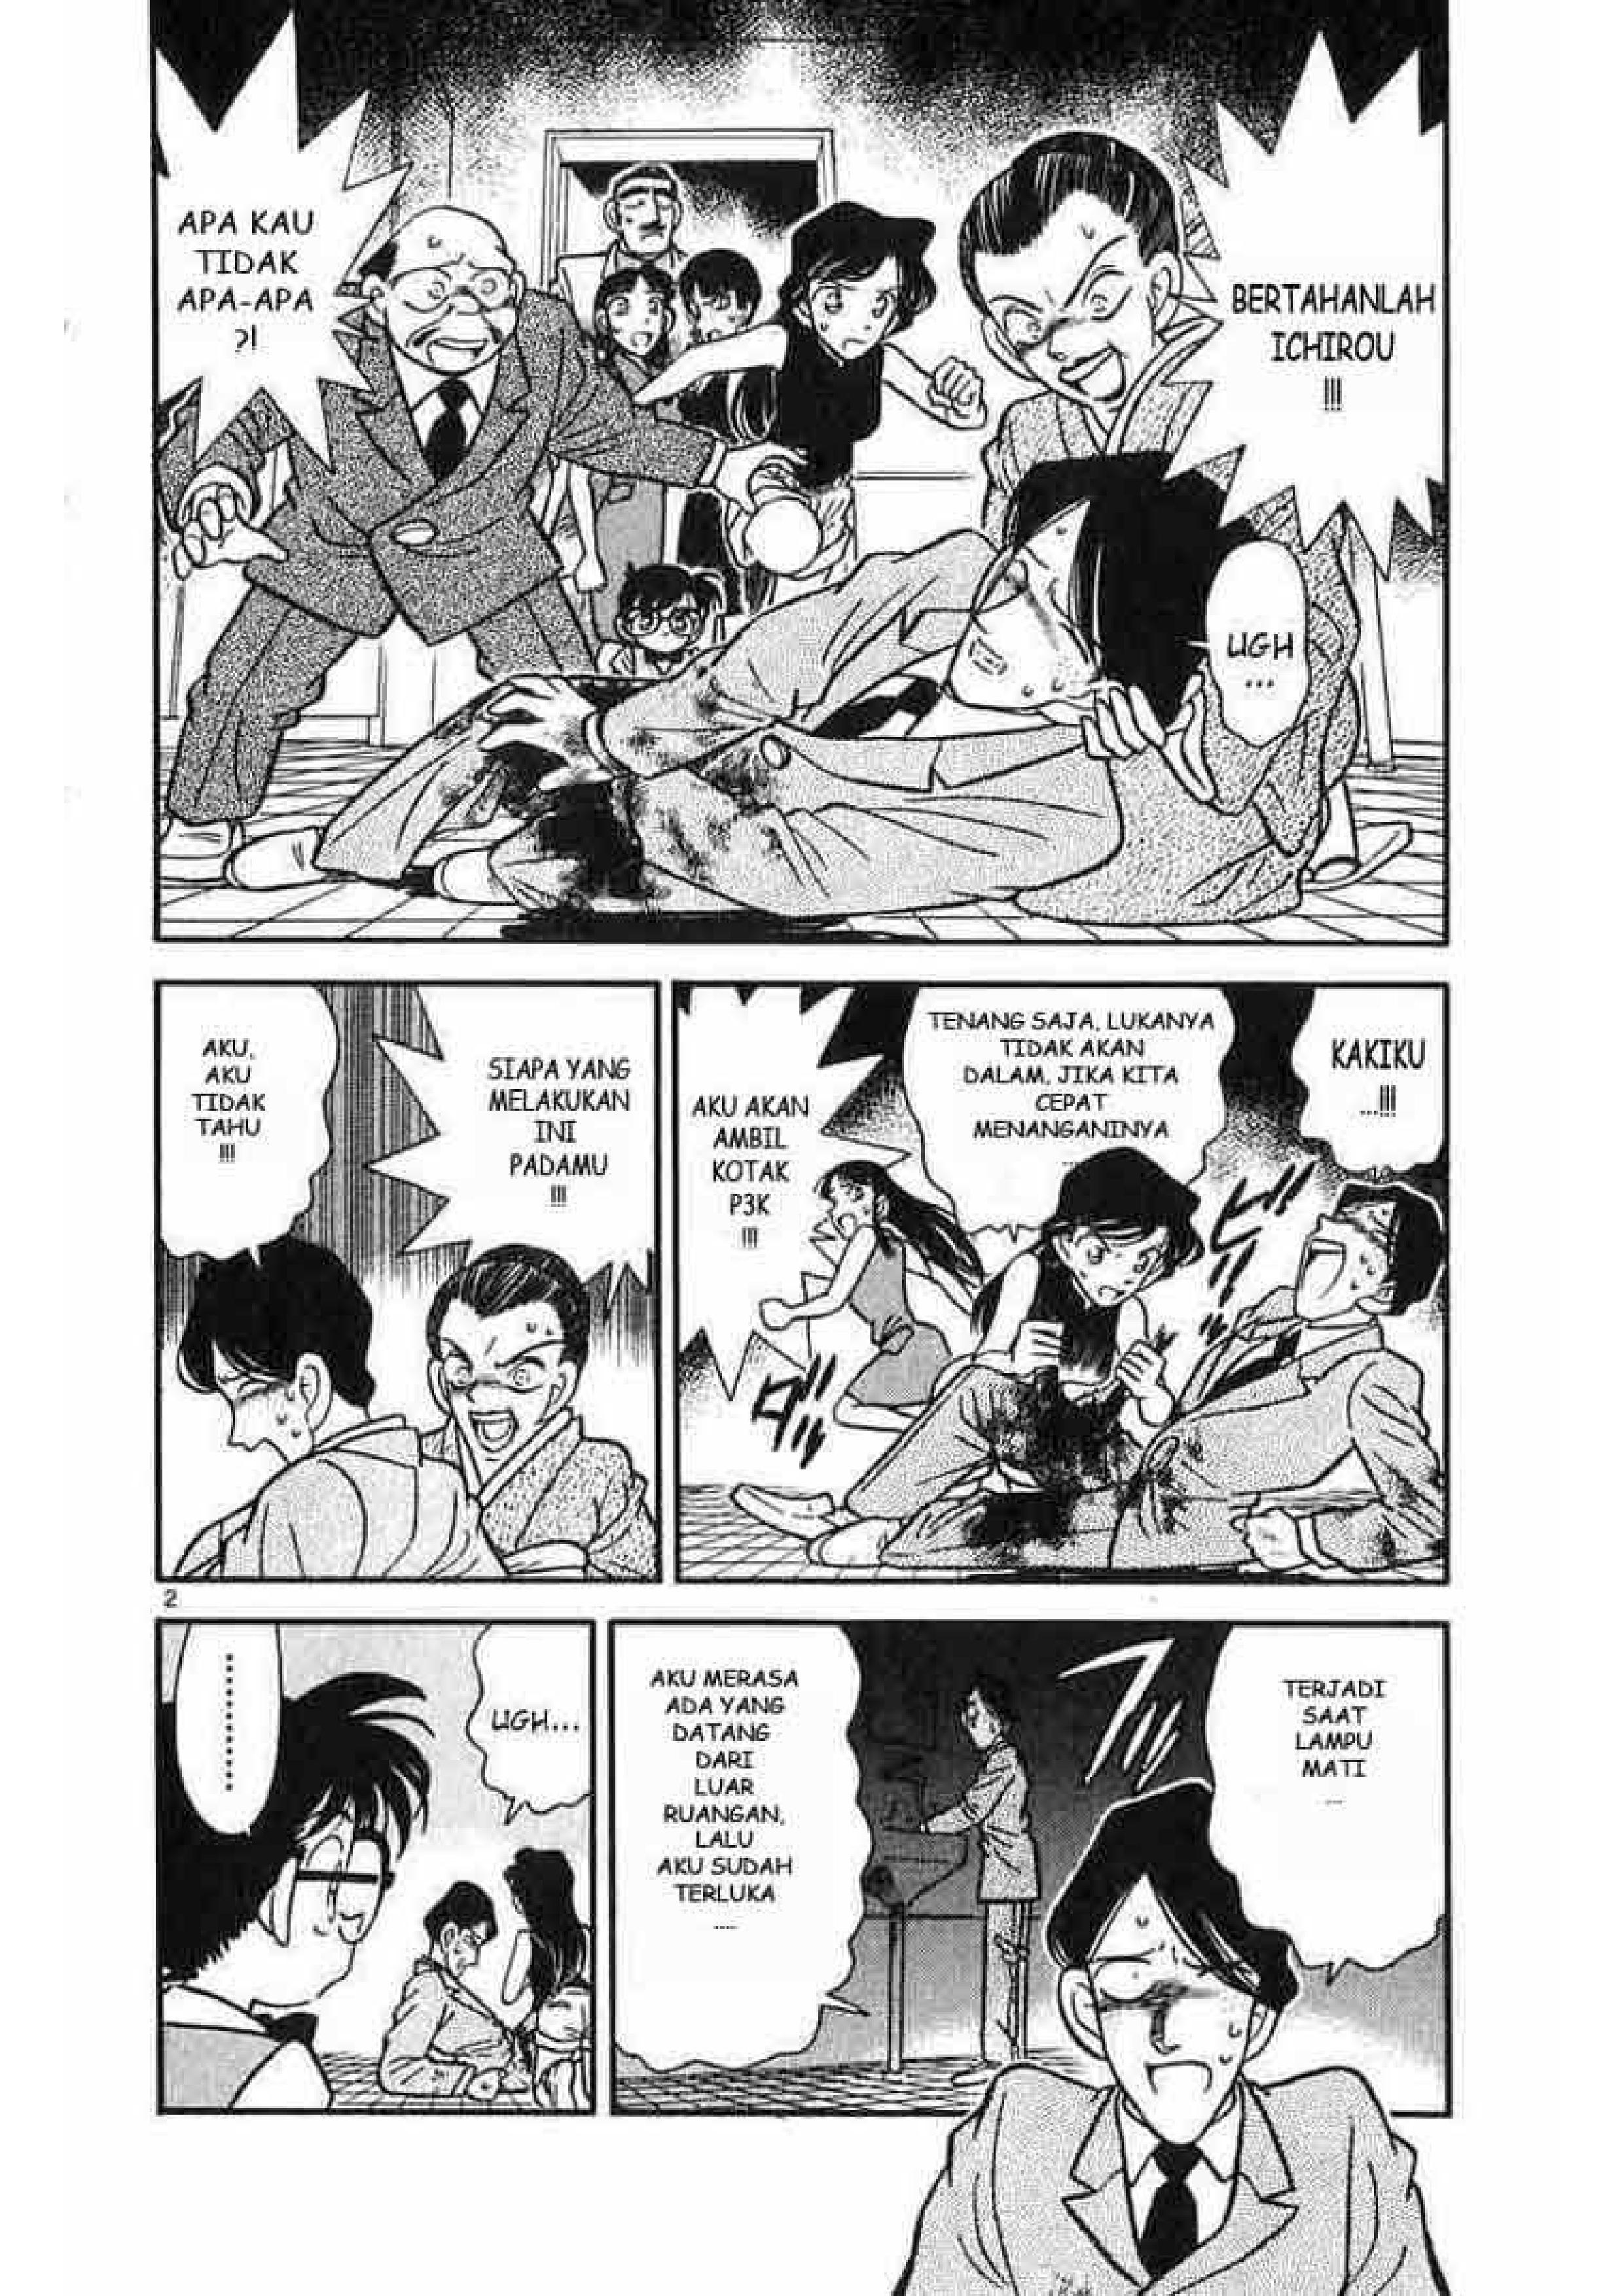 BERTAHANLAH
ICHIROU
!!!
APA KAU
TIDAK
APA-APA
?!
UGH
...
KAKIKU
...!!!
TENANG SAJA, LUKANYA
TIDAK AKAN
DALAM, JIKA KITA
CEPAT
MENANGANINYA
....
AKU AKAN
AMBIL
KOTAK
P3K
!!!
SIAPA YANG
MELAKUKAN
INI
PADAMU
!!!
AKU,
AKU
TIDAK
TAHU
!!!
2
TERJADI
SAAT
LAMPU
MATI
....
AKU MERASA
ADA YANG
DATANG
DARI
LUAR
RUANGAN,
LALU
AKU SUDAH
TERLUKA
.....
UGH...
............